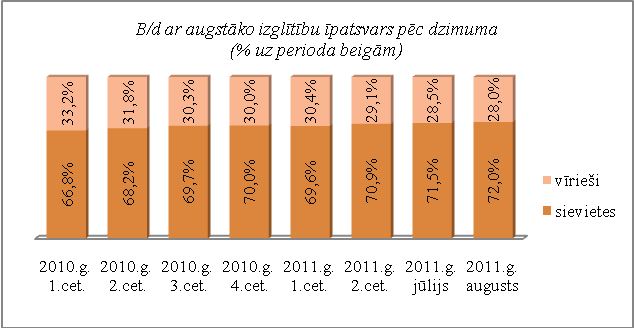 B/d ar augstāko izglītību īpatsvars pēc dzimuma
(% uz perioda beigām)
33,2% 31,8% 30,3% 30,0% 30,4% 29,1% 28,5% 28,0%
66,8% 68,2% 69,7% 70,0% 69,6% 70,9% 71,5% 72,0%
vīrieši
sievietes
2010.g. 2010.g. 2010.g. 2010.g. 2011.g. 2011.g. 2011.g. 2011.g.
1.cet. 2.cet. 3.cet. 4.cet. 1.cet. 2.cet. jūlijs augusts